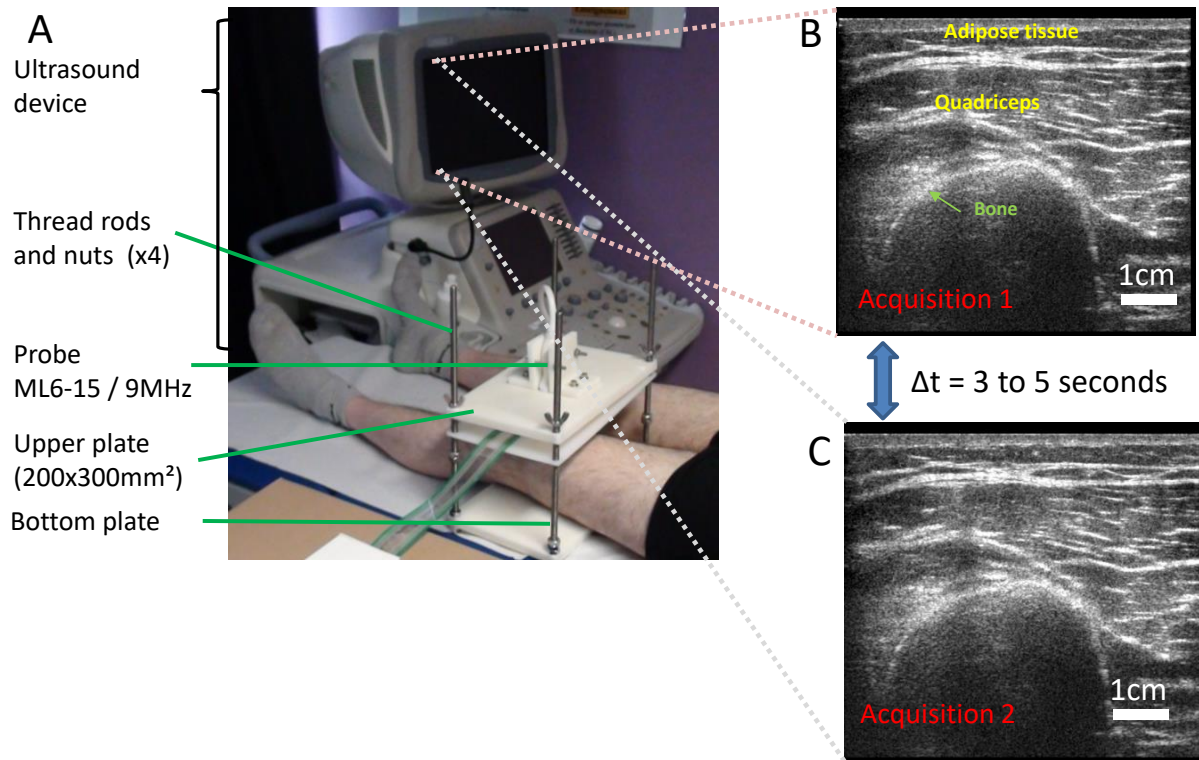 A
Ultrasound
device
Thread rods
and nuts (x4)
Probe
ML6-15 / 9MHz
Upper plate
(200x300mm²)
Bottom plate
B
Adipose tissue
Quadriceps
Bone
Acquisition 1
1cm
Δt = 3 to 5 seconds
C
Acquisition 2
1cm